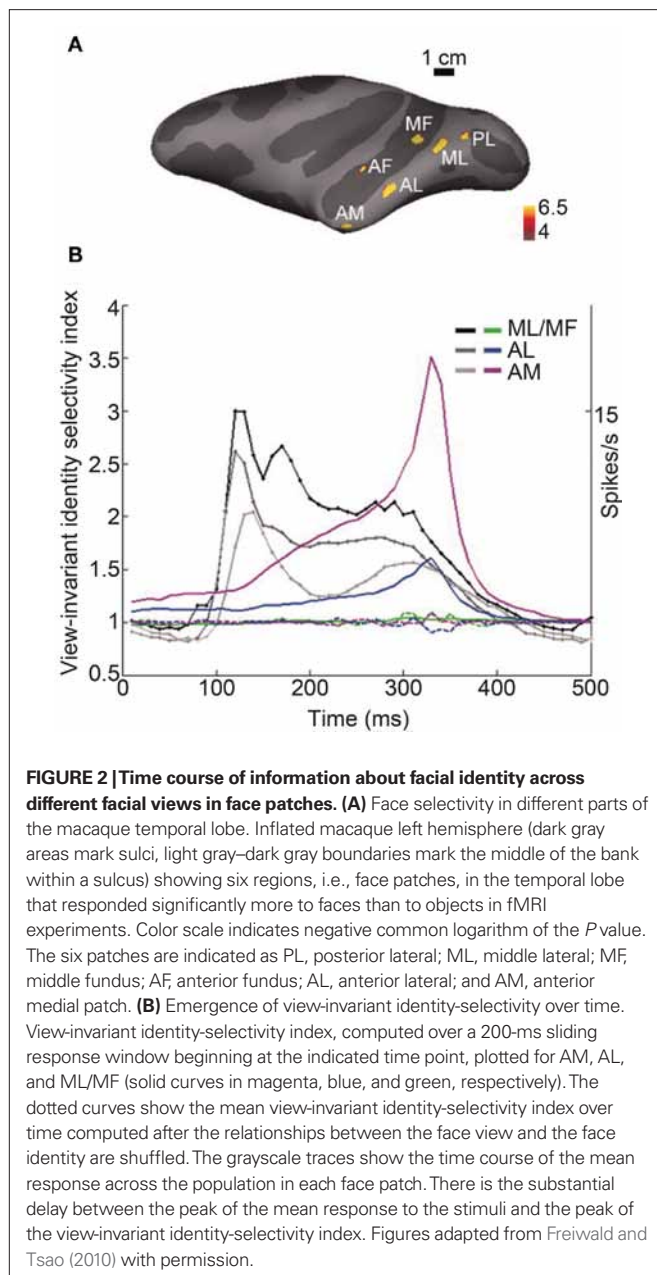 A
1 cm
MF
PL
ML
AF
AL
AM
6.5
4
B
View-invariant identity selectivity index
4
3.5
3
2.5
2
1.5
1
0.5
ML/MF
AL
AM
15
Spikes/s
0
100
200
300
400
500
Time (ms)
FIGURE 2 | Time course of information about facial identity across
different facial views in face patches. (A) Face selectivity in different parts of
the macaque temporal lobe. Inflated macaque left hemisphere (dark gray
areas mark sulci, light gray–dark gray boundaries mark the middle of the bank
within a sulcus) showing six regions, i.e., face patches, in the temporal lobe
that responded significantly more to faces than to objects in fMRI
experiments. Color scale indicates negative common logarithm of the P value.
The six patches are indicated as PL, posterior lateral; ML, middle lateral; MF,
middle fundus; AF, anterior fundus; AL, anterior lateral; and AM, anterior
medial patch. (B) Emergence of view-invariant identity-selectivity over time.
View-invariant identity-selectivity index, computed over a 200-ms sliding
response window beginning at the indicated time point, plotted for AM, AL,
and ML/MF (solid curves in magenta, blue, and green, respectively). The
dotted curves show the mean view-invariant identity-selectivity index over
time computed after the relationships between the face view and the face
identity are shuffled. The grayscale traces show the time course of the mean
response across the population in each face patch. There is the substantial
delay between the peak of the mean response to the stimuli and the peak of
the view-invariant identity-selectivity index. Figures adapted from Freiwald and
Tsao (2010) with permission.